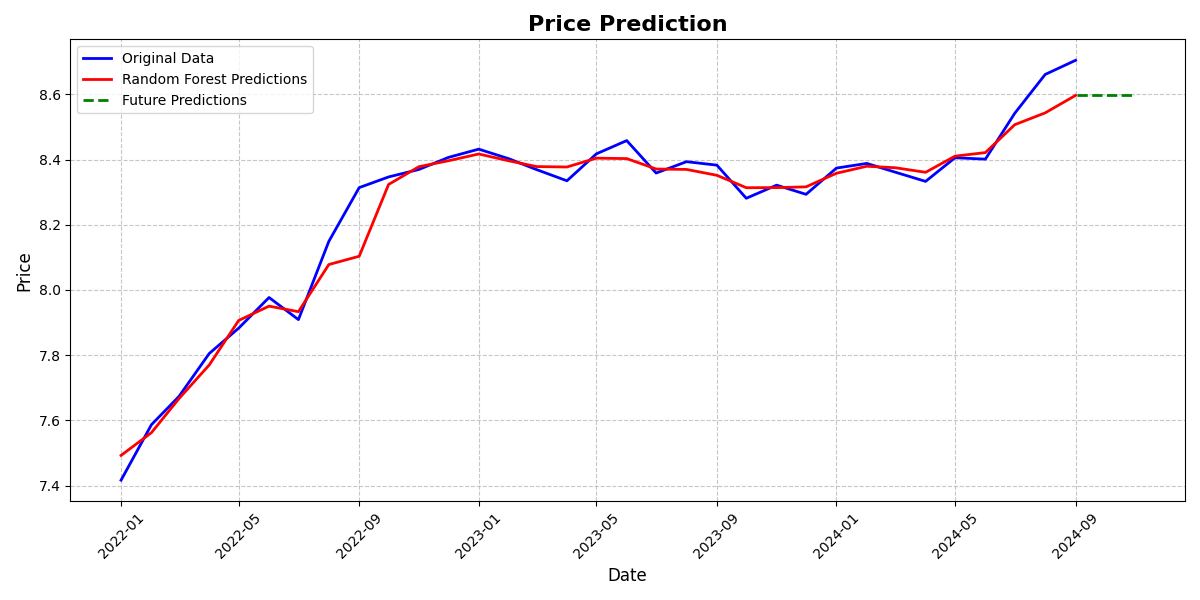 Price Prediction
Original Data
Random Forest Predictions
Future Predictions
Price
8.6
8.4
8.2
8.0
7.8
7.6
7.4
2022-01
2022-05
2022-09
2023-01
2023-05
2023-09
2024-01
2024-05
2024-09
Date